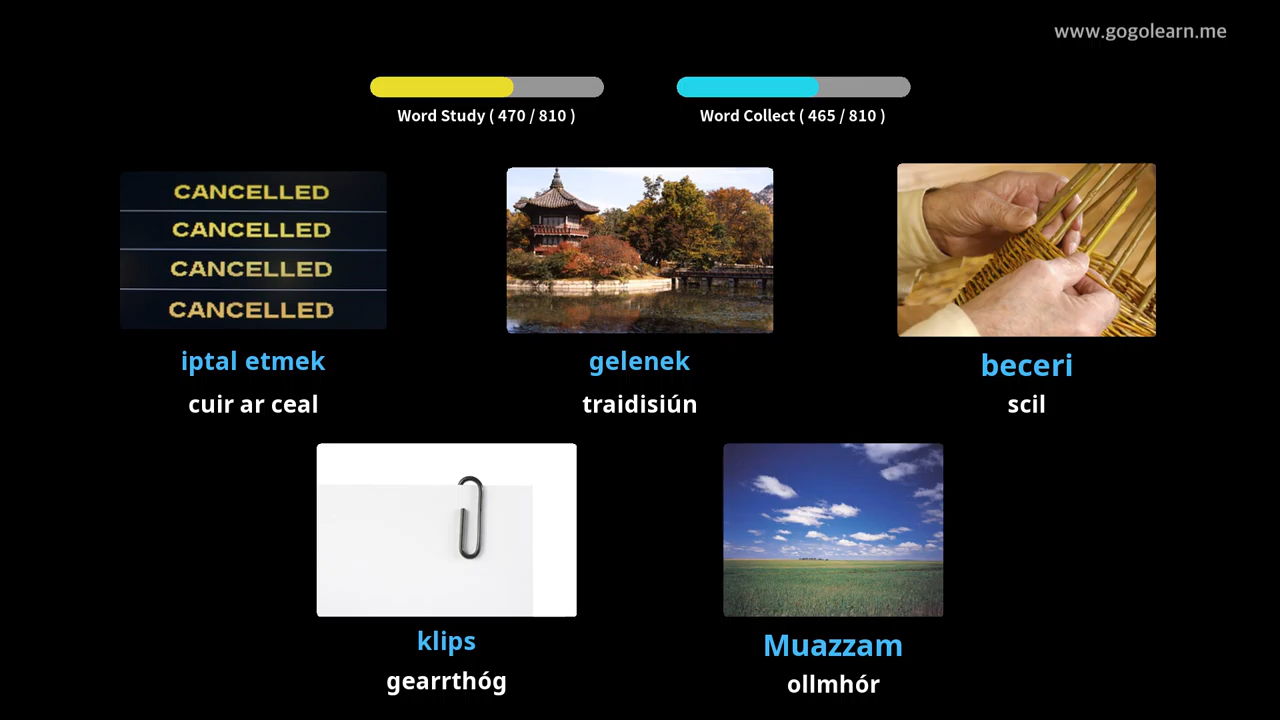 www.gogolearn.me
Word Study ( 470 / 810 )
Word Collect ( 465 / 810 )
CANCELLED
CANCELLED
CANCELLED
CANCELLED
iptal etmek
cuir ar ceal
gelenek
traidisiún
beceri
scil
klips
gearrthóg
Muazzam
ollmhór